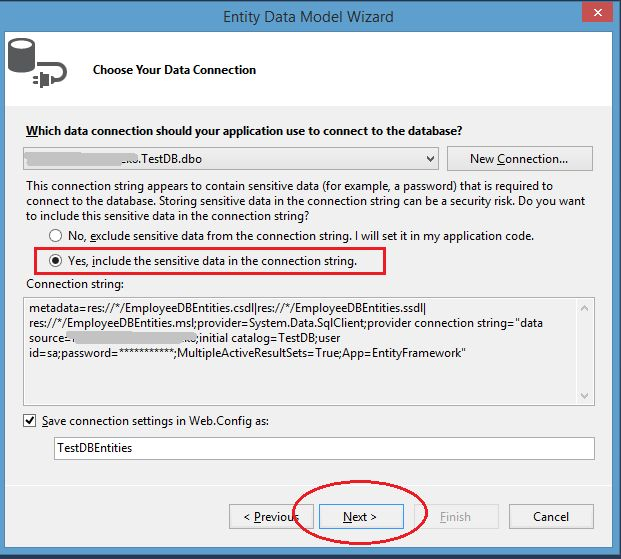 Entity Data Model Wizard
Choose Your Data Connection
Which data connection should your application use to connect to the database?
.TestDB.dbo
New Connection...
This connection string appears to contain sensitive data (for example, a password) that is required to
connect to the database. Storing sensitive data in the connection string can be a security risk. Do you want
to include this sensitive data in the connection string?
No, exclude sensitive data from the connection string. I will set it in my application code.
Yes, include the sensitive data in the connection string.
Connection string:
metadata=res://*/EmployeeDBEntities.csdl|res://*/EmployeeDBEntities.ssdl|
res://*/EmployeeDBEntities.msl;provider=System.Data.SqlClient;provider connection string="data
source= ;initial catalog=TestDB;user
id=sa;password=***********;MultipleActiveResultSets=True;App=EntityFramework"
Save connection settings in Web.Config as:
TestDBEntities
< Previous
Next >
Finish
Cancel